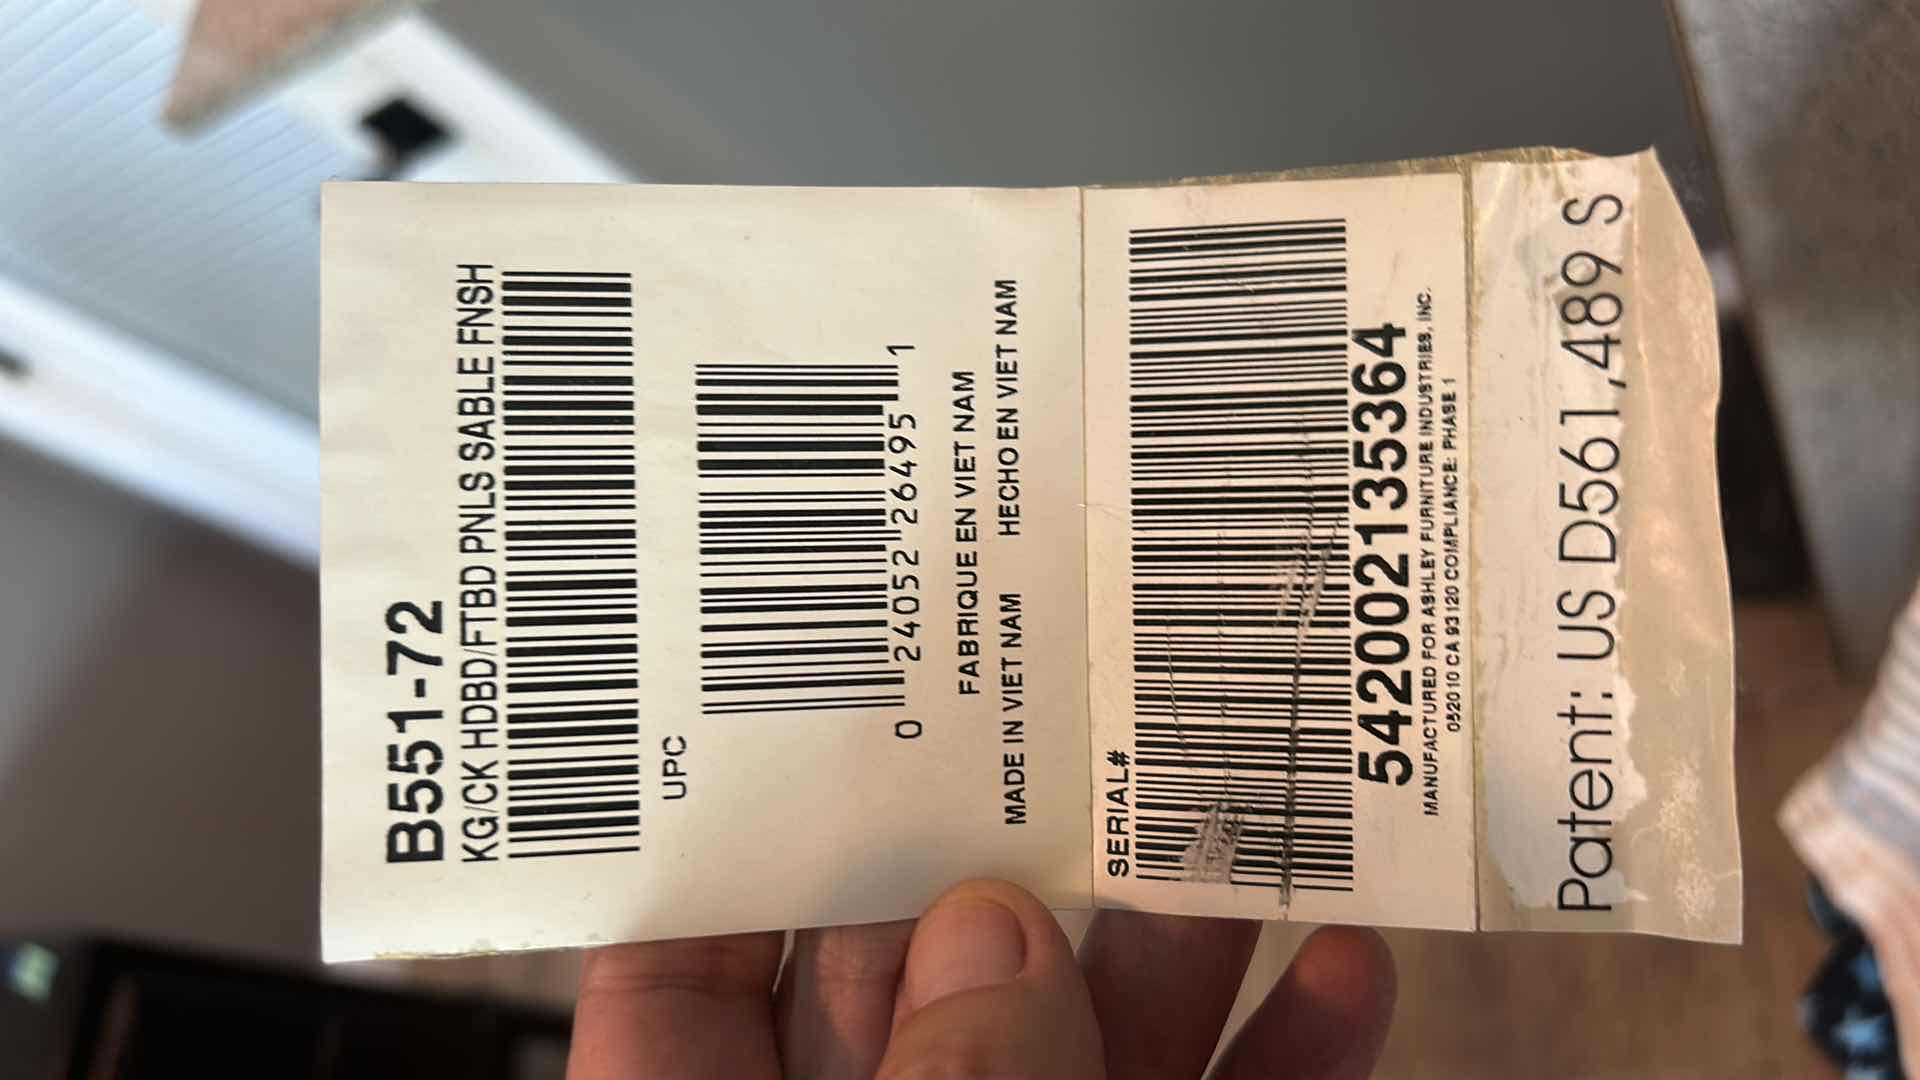 B551-72
KG/CK HDBD/FTBD PNLS SABLE FNSH
UPC
0 24052 26495 1
FABRIQUE EN VIET NAM
MADE IN VIET NAM HECHO EN VIET NAM
SERIAL#
542002135364
MANUFACTURED FOR ASHLEY FURNITURE INDUSTRIES, INC.
052010 CA 93120 COMPLIANCE: PHASE 1
Patent: US D561,489 S